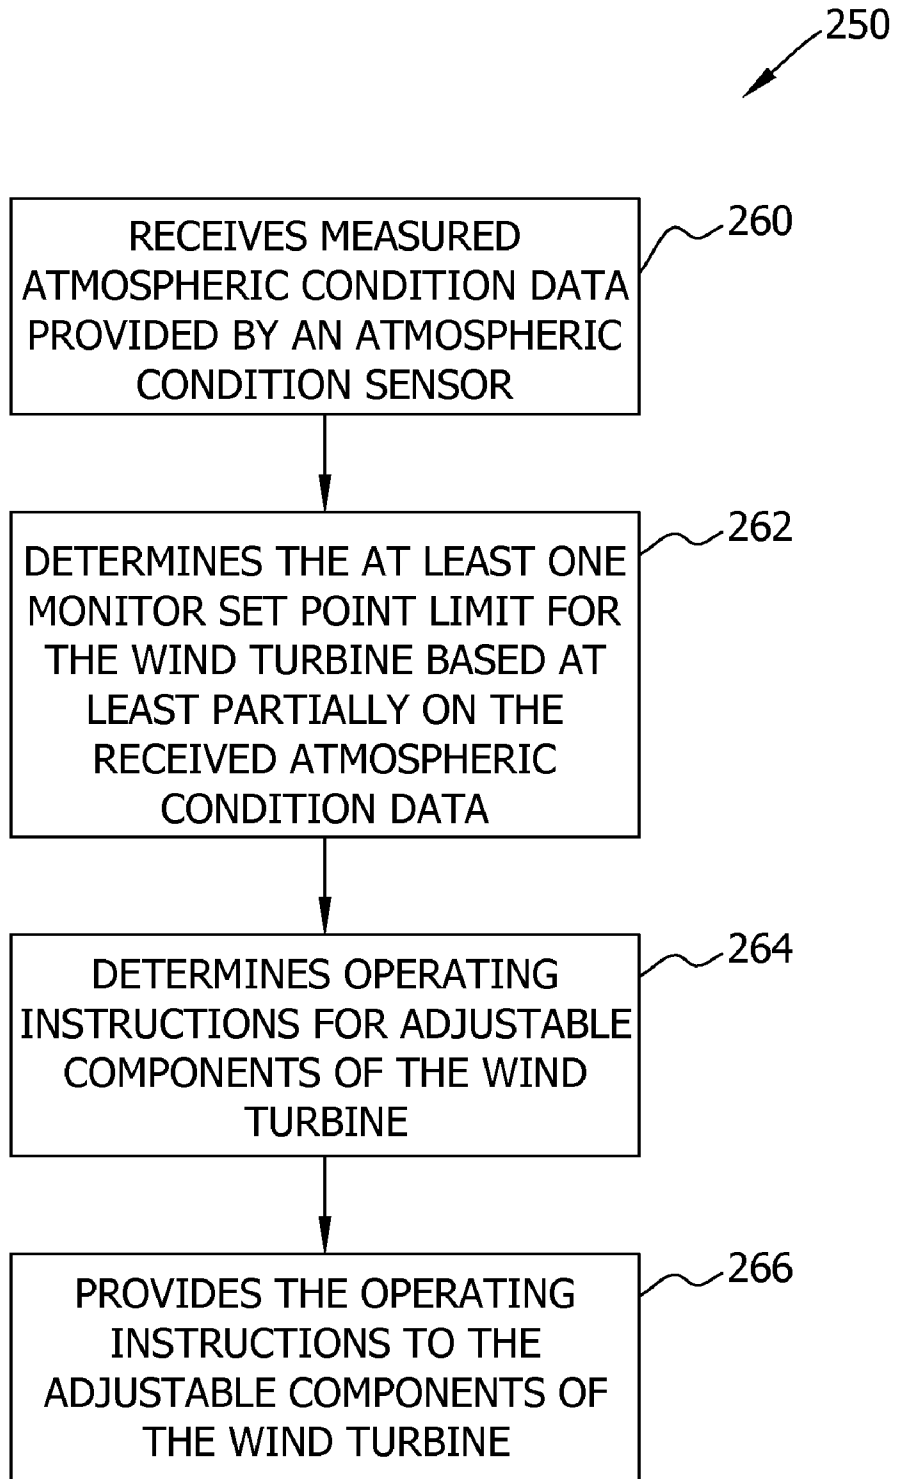 250
RECEIVES MEASURED
ATMOSPHERIC CONDITION DATA
PROVIDED BY AN ATMOSPHERIC
CONDITION SENSOR
260
DETERMINES THE AT LEAST ONE
MONITOR SET POINT LIMIT FOR
THE WIND TURBINE BASED AT
LEAST PARTIALLY ON THE
RECEIVED ATMOSPHERIC
CONDITION DATA
262
DETERMINES OPERATING
INSTRUCTIONS FOR ADJUSTABLE
COMPONENTS OF THE WIND
TURBINE
264
PROVIDES THE OPERATING
INSTRUCTIONS TO THE
ADJUSTABLE COMPONENTS OF
THE WIND TURBINE
266